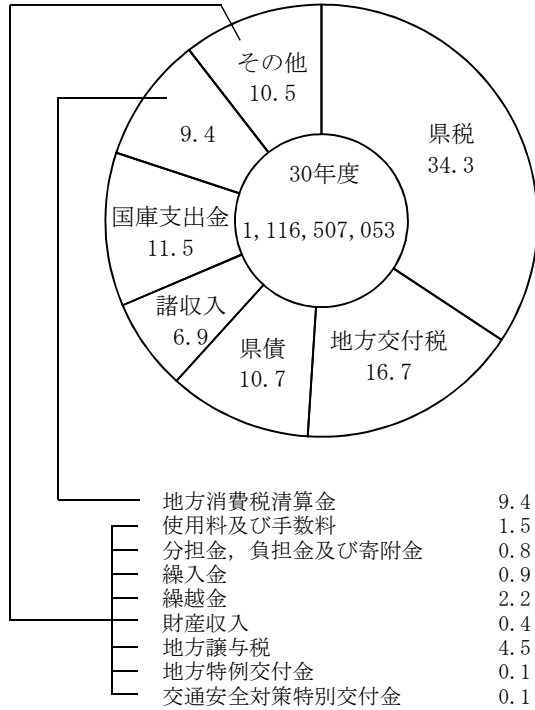 その他
10.5
県税
34.3
9.4
30年度
1,116,507,053
国庫支出金
11.5
諸収入
6.9
県債
10.7
地方交付税
16.7
地方消費税清算金 9.4
使用料及び手数料 1.5
分担金，負担金及び寄附金 0.8
繰入金 0.9
繰越金 2.2
財産収入 0.4
地方譲与税 4.5
地方特例交付金 0.1
交通安全対策特別交付金 0.1